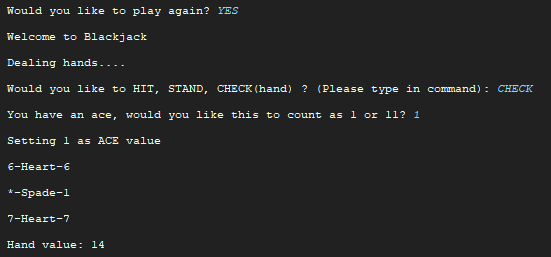 Would you like to play again? YES
Welcome to Blackjack
Dealing hands....
Would you like to HIT, STAND, CHECK(hand) ? (Please type in command): CHECK
You have an ace, would you like this to count as 1 or 11? 1
Setting 1 as ACE value
6-Heart-6
*-Spade-1
7-Heart-7
Hand value: 14